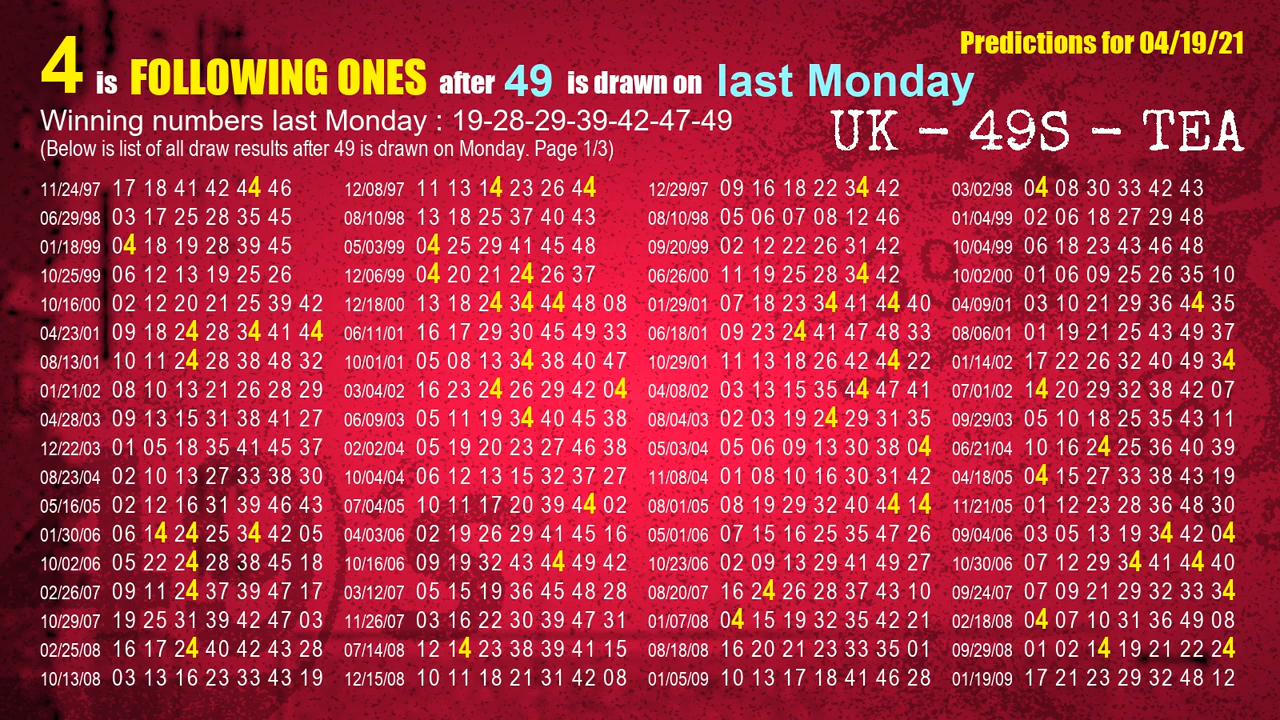 Predictions for 04/19/21
4 is FOLLOWING ONES after 49 is drawn on last Monday
Winning numbers last Monday : 19-28-29-39-42-47-49
UK - 49S - TEA
(Below is list of all draw results after 49 is drawn on Monday. Page 1/3)
11/24/97 17 18 41 42 44 46 12/08/97 11 13 14 23 26 44 12/29/97 09 16 18 22 34 42 03/02/98 04 08 30 33 42 43
06/29/98 03 17 25 28 35 45 08/10/98 13 18 25 37 40 43 08/10/98 05 06 07 08 12 46 01/04/99 02 06 18 27 29 48
01/18/99 04 18 19 28 39 45 05/03/99 04 25 29 41 45 48 09/20/99 02 12 22 26 31 42 10/04/99 06 18 23 43 46 48
10/25/99 06 12 13 19 25 26 12/06/99 04 20 21 24 26 37 06/26/00 11 19 25 28 34 42 10/02/00 01 06 09 25 26 35 10
10/16/00 02 12 20 21 25 39 42 12/18/00 13 18 24 34 44 48 08 01/29/01 07 18 23 34 41 44 40 04/09/01 03 10 21 29 36 44 35
04/23/01 09 18 24 28 34 41 44 06/11/01 16 17 29 30 45 49 33 06/18/01 09 23 24 41 47 48 33 08/06/01 01 19 21 25 43 49 37
08/13/01 10 11 24 28 38 48 32 10/01/01 05 08 13 34 38 40 47 10/29/01 11 13 18 26 42 44 22 01/14/02 17 22 26 32 40 49 34
01/21/02 08 10 13 21 26 28 29 03/04/02 16 23 24 26 29 42 04 04/08/02 03 13 15 35 44 47 41 07/01/02 14 20 29 32 38 42 07
04/28/03 09 13 15 31 38 41 27 06/09/03 05 11 19 34 40 45 38 08/04/03 02 03 19 24 29 31 35 09/29/03 05 10 18 25 35 43 11
12/22/03 01 05 18 35 41 45 37 02/02/04 05 19 20 23 27 46 38 05/03/04 05 06 09 13 30 38 04 06/21/04 10 16 24 25 36 40 39
08/23/04 02 10 13 27 33 38 30 10/04/04 06 12 13 15 32 37 27 11/08/04 01 08 10 16 30 31 42 04/18/05 04 15 27 33 38 43 19
05/16/05 02 12 16 31 39 46 43 07/04/05 10 11 17 20 39 44 02 08/01/05 08 19 29 32 40 44 14 11/21/05 01 12 23 28 36 48 30
01/30/06 06 14 24 25 34 42 05 04/03/06 02 19 26 29 41 45 16 05/01/06 07 15 16 25 35 47 26 09/04/06 03 05 13 19 34 42 04
10/02/06 05 22 24 28 38 45 18 10/16/06 09 19 32 43 44 49 42 10/23/06 02 09 13 29 41 49 27 10/30/06 07 12 29 34 41 44 40
02/26/07 09 11 24 37 39 47 17 03/12/07 05 15 19 36 45 48 28 08/20/07 16 24 26 28 37 43 10 09/24/07 07 09 21 29 32 33 34
10/29/07 19 25 31 39 42 47 03 11/26/07 03 16 22 30 39 47 31 01/07/08 04 15 19 32 35 42 21 02/18/08 04 07 10 31 36 49 08
02/25/08 16 17 24 40 42 43 28 07/14/08 12 14 23 38 39 41 15 08/18/08 16 20 21 23 33 35 01 09/29/08 01 02 14 19 21 22 24
10/13/08 03 13 16 23 33 43 19 12/15/08 10 11 18 21 31 42 08 01/05/09 10 13 17 18 41 46 28 01/19/09 17 21 23 29 32 48 12